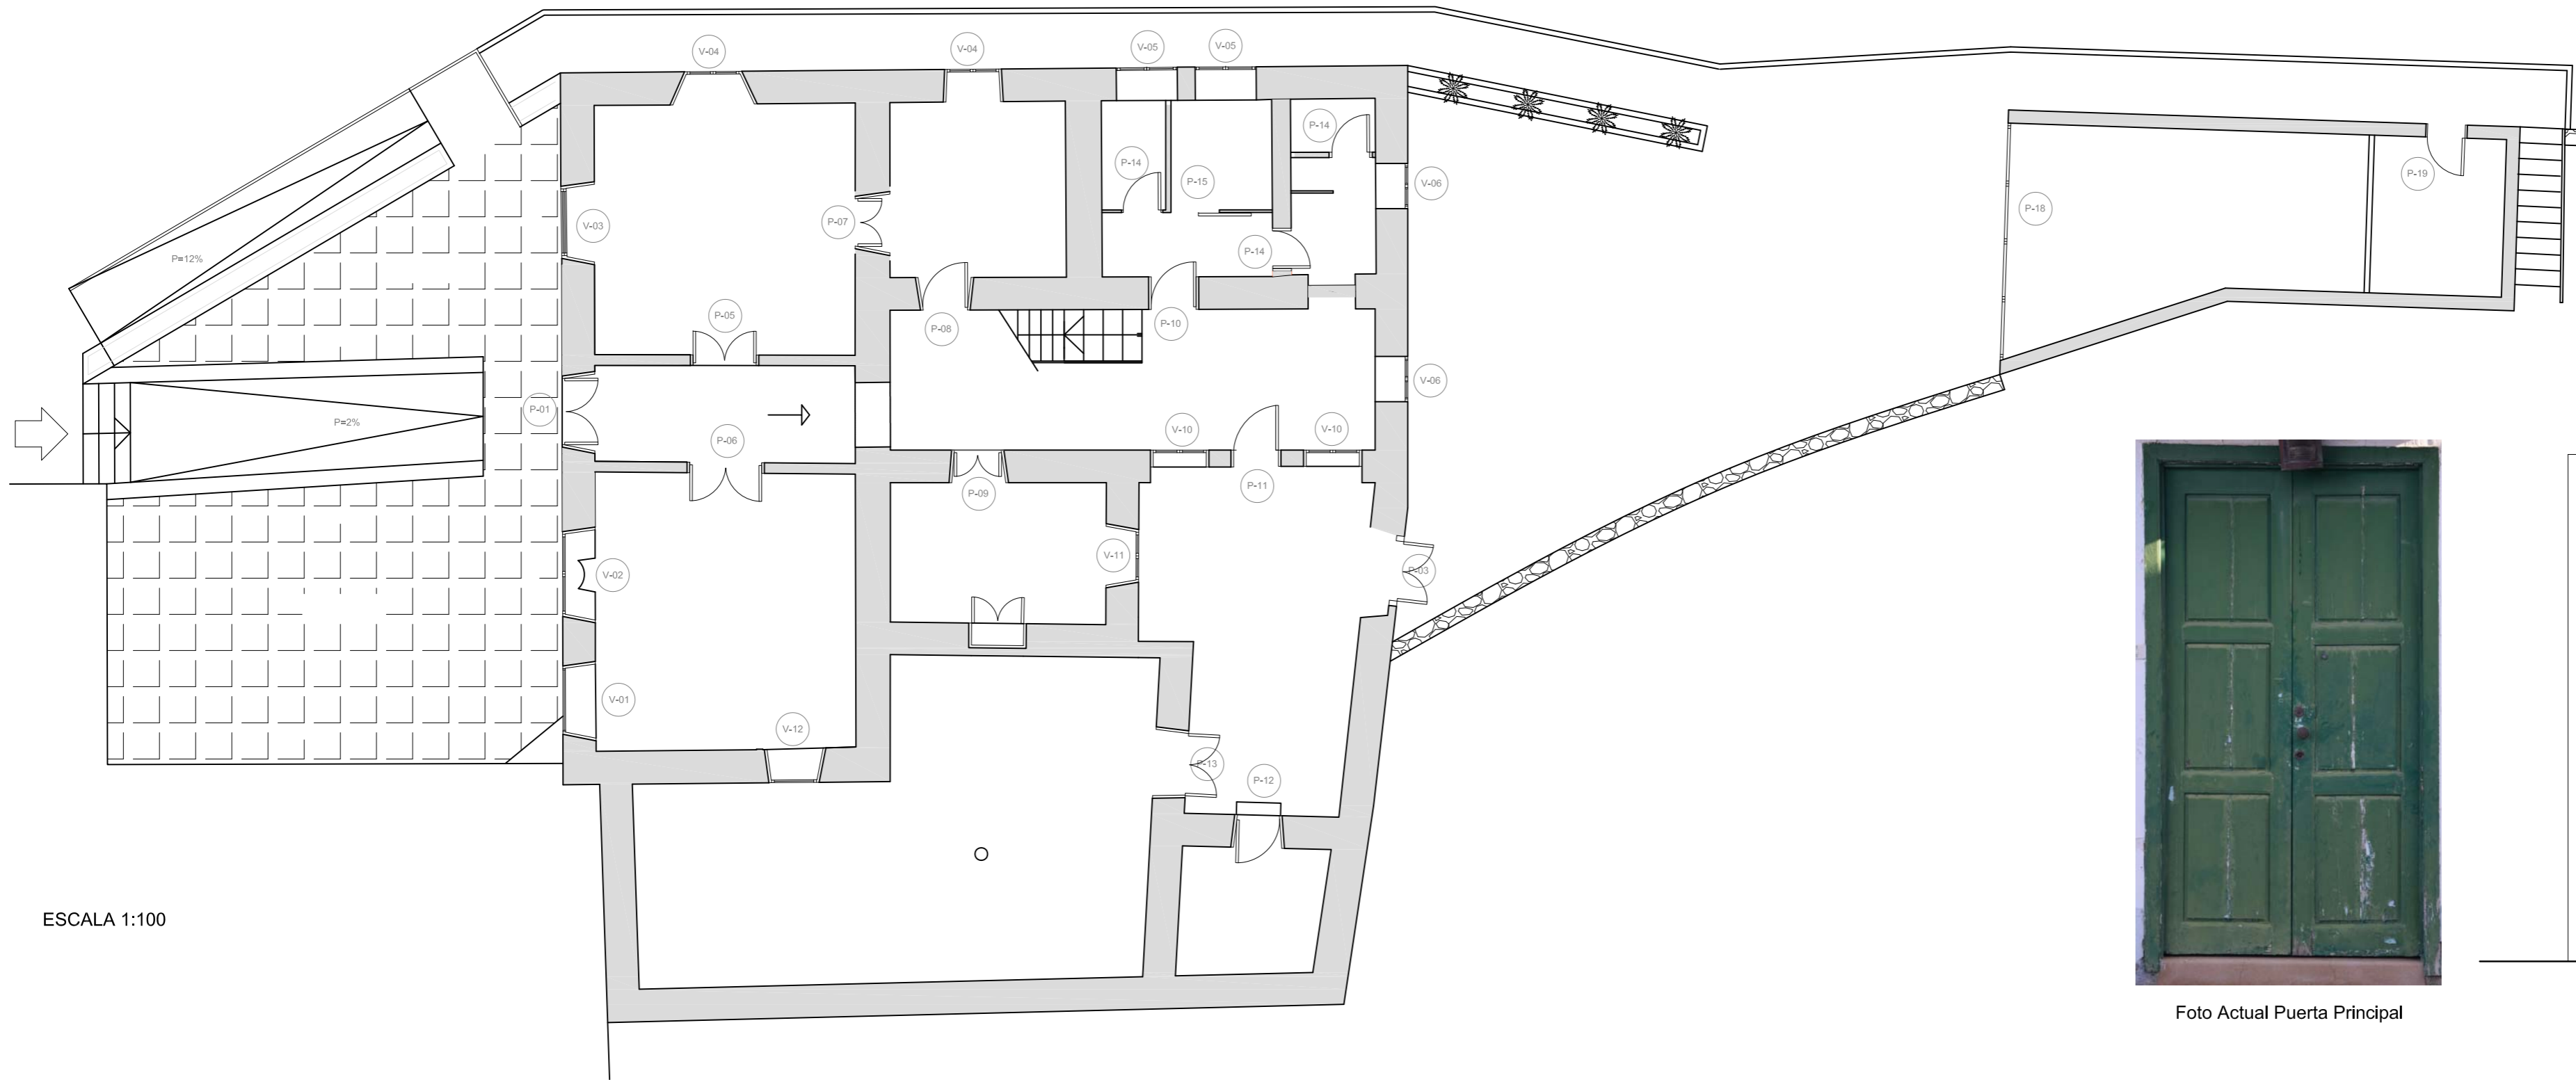 V-04
V-04
V-05
V-05
P-14
P-14
P-15
V-06
P-19
P-18
V-03
P-07
P-14
P=12%
P-05
P-08
P-10
V-06
P-01
P=2%
P-06
V-10
V-10
P-09
P-11
V-11
P-03
V-02
V-01
V-12
P-13
P-12
ESCALA 1:100
Foto Actual Puerta Principal